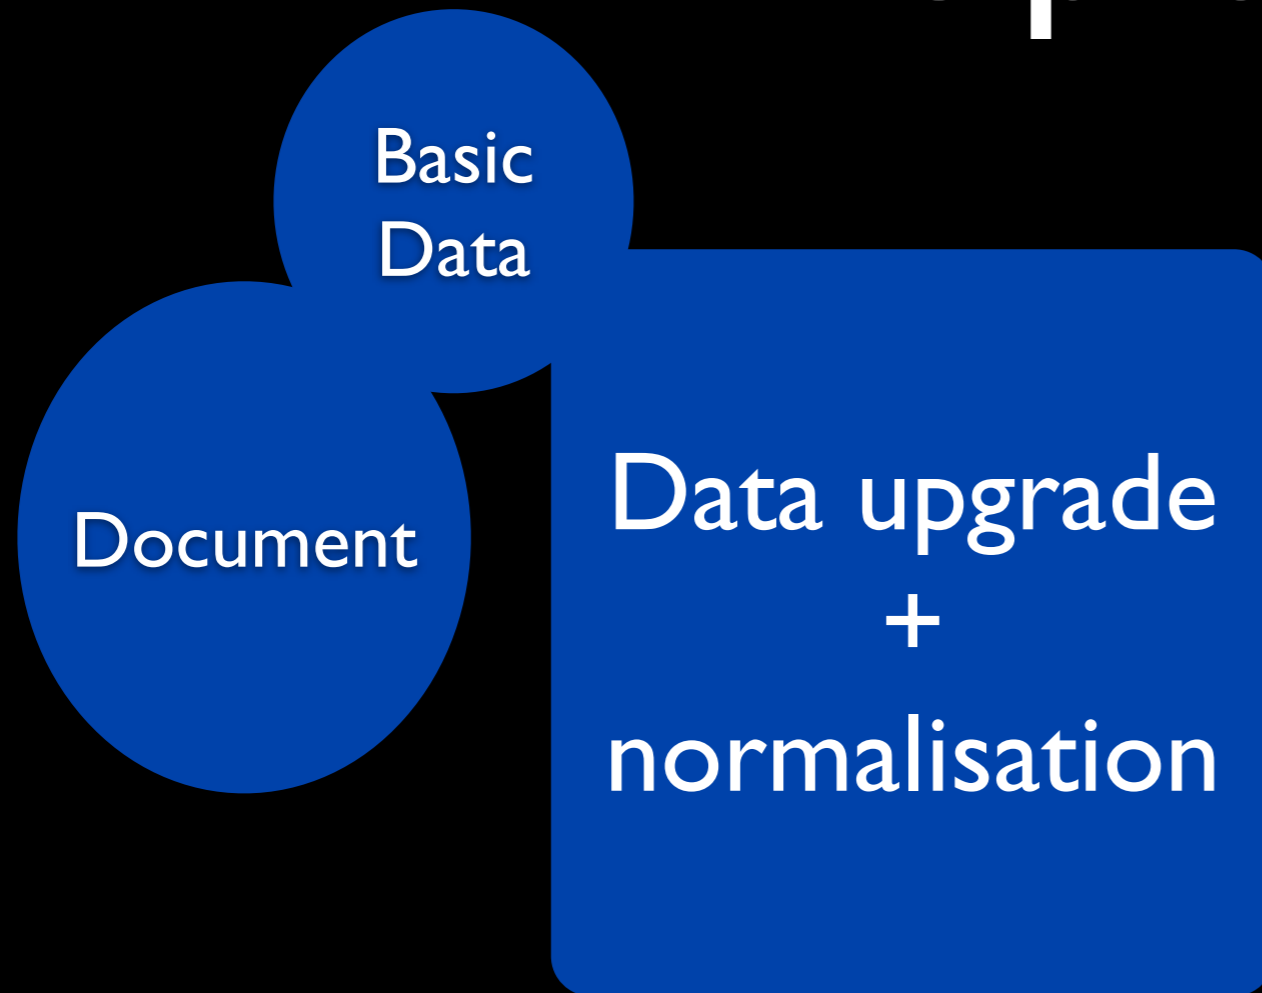 Basic
Data
Document
Data upgrade
+
normalisation